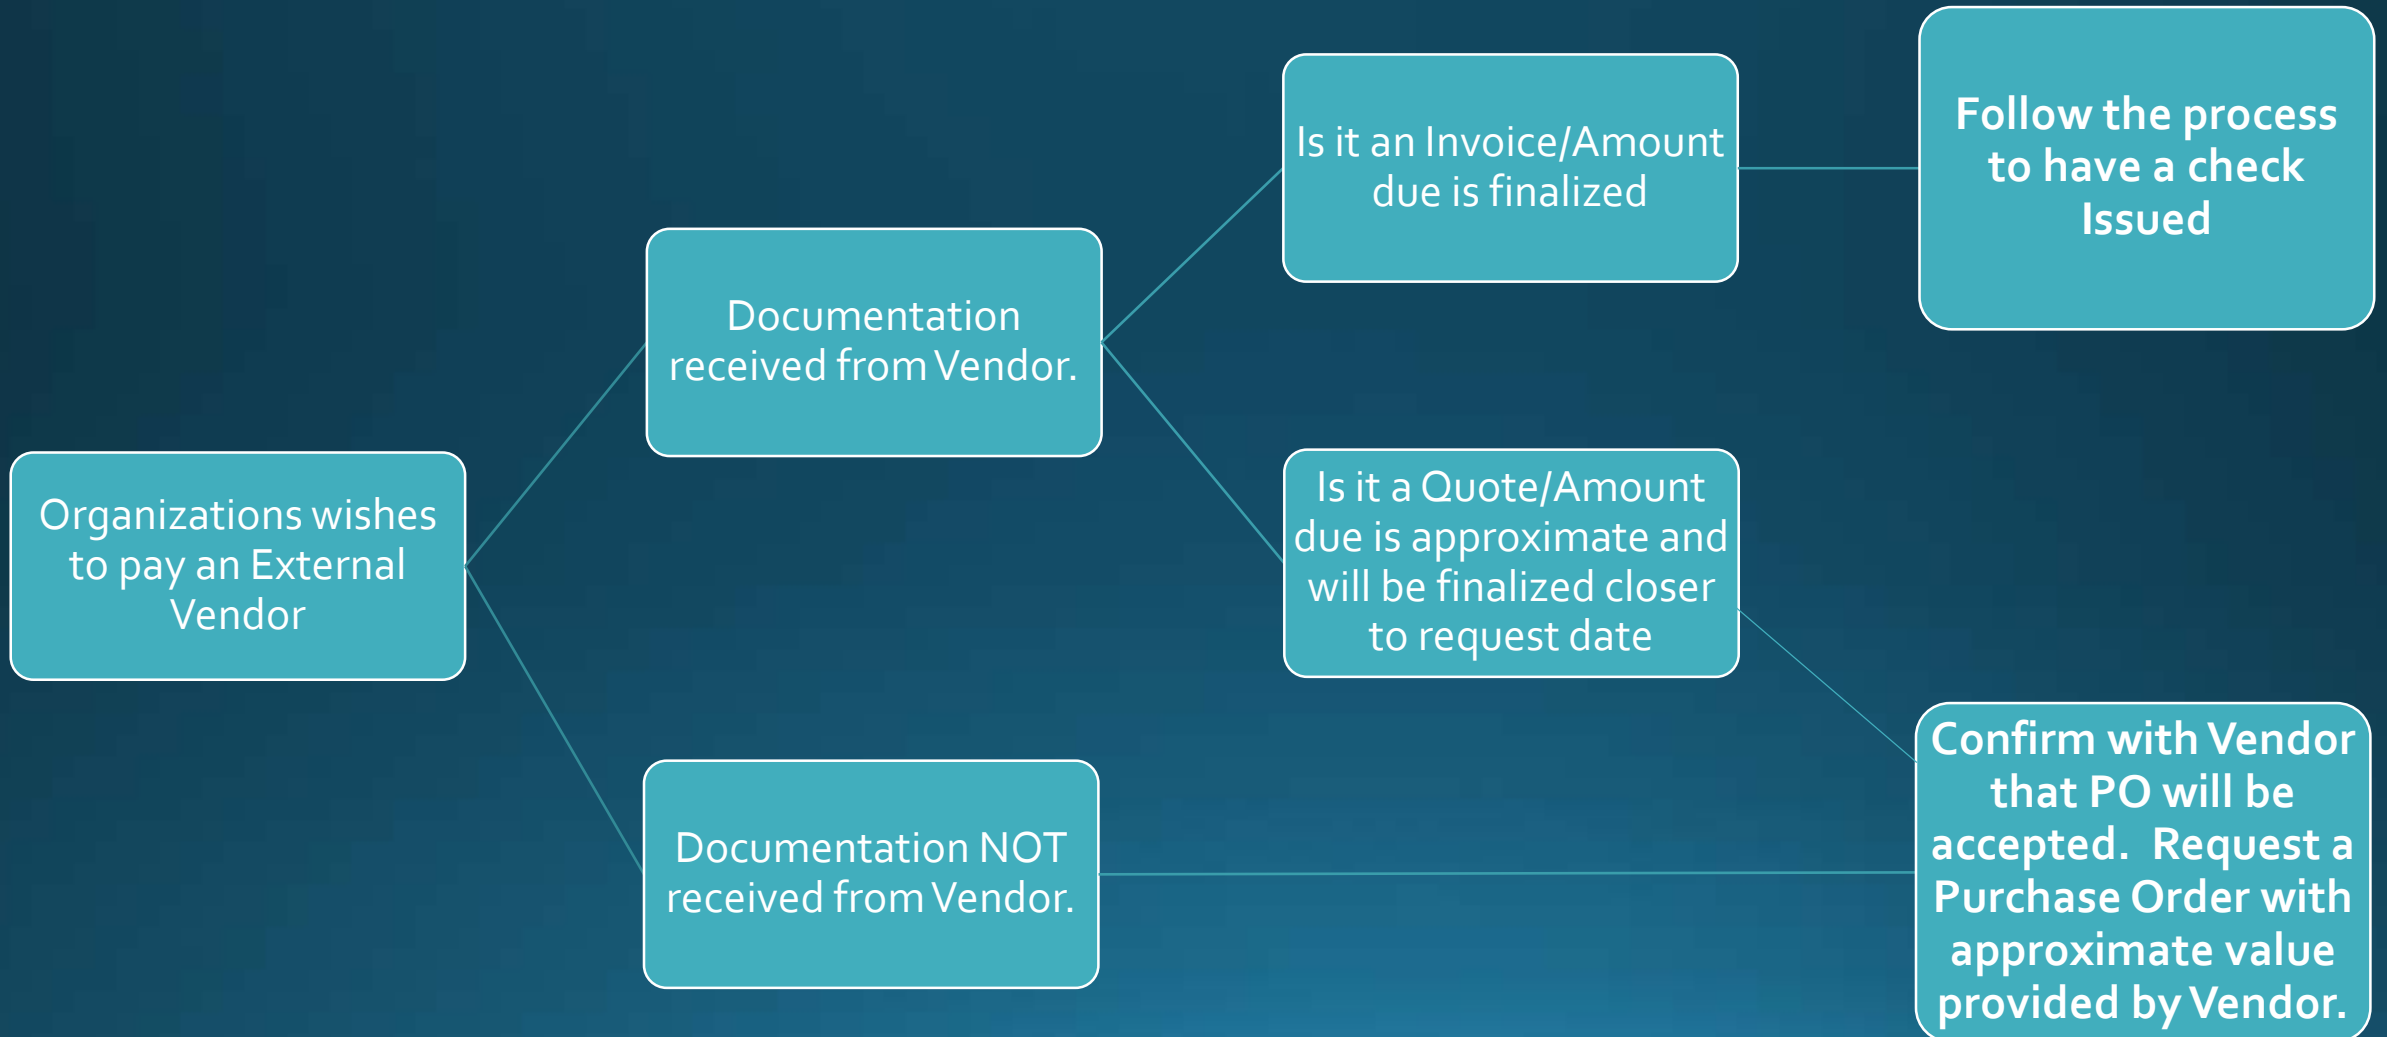 Organizations wishes
to pay an External
Vendor
Documentation
received from Vendor.
Is it an Invoice/Amount
due is finalized
Follow the process
to have a check
Issued
Is it a Quote/Amount
due is approximate and
will be finalized closer
to request date
Documentation NOT
received from Vendor.
Confirm with Vendor
that PO will be
accepted.  Request a
Purchase Order with
approximate value
provided by Vendor.